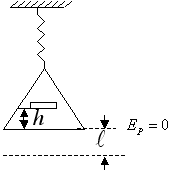 h
E_P = 0
ℓ